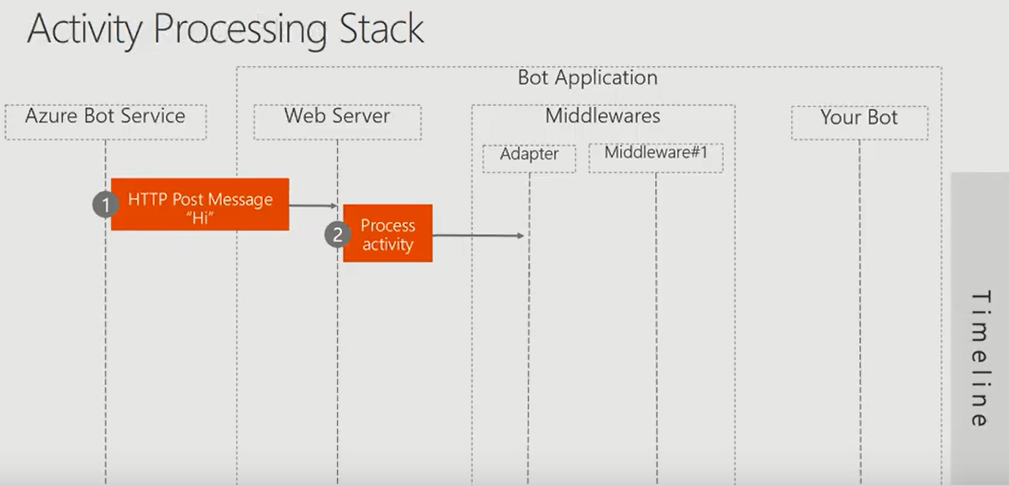 Activity Processing Stack
Bot Application
Azure Bot Service
Web Server
Middlewares
Your Bot
Adapter
Middleware#1
1
HTTP Post Message
“Hi”
2
Process
activity
Timeline